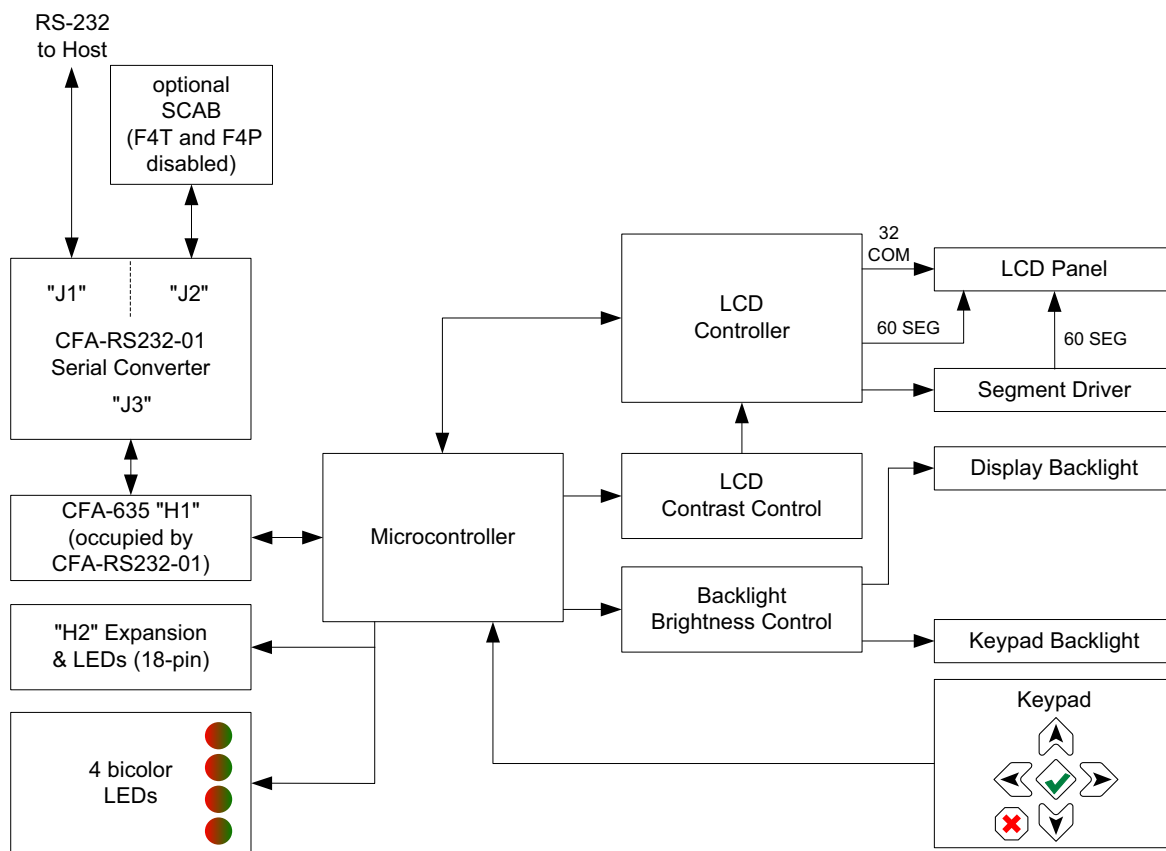 RS-232
to Host
optional
SCAB
(F4T and F4P
disabled)
"J1"
"J2"
CFA-RS232-01
Serial Converter
"J3"
CFA-635 "H1"
(occupied by
CFA-RS232-01)
"H2" Expansion
& LEDs (18-pin)
4 bicolor
LEDs
Microcontroller
LCD
Controller
32
COM
60 SEG
LCD Panel
60 SEG
Segment Driver
LCD
Contrast Control
Display Backlight
Backlight
Brightness Control
Keypad Backlight
Keypad